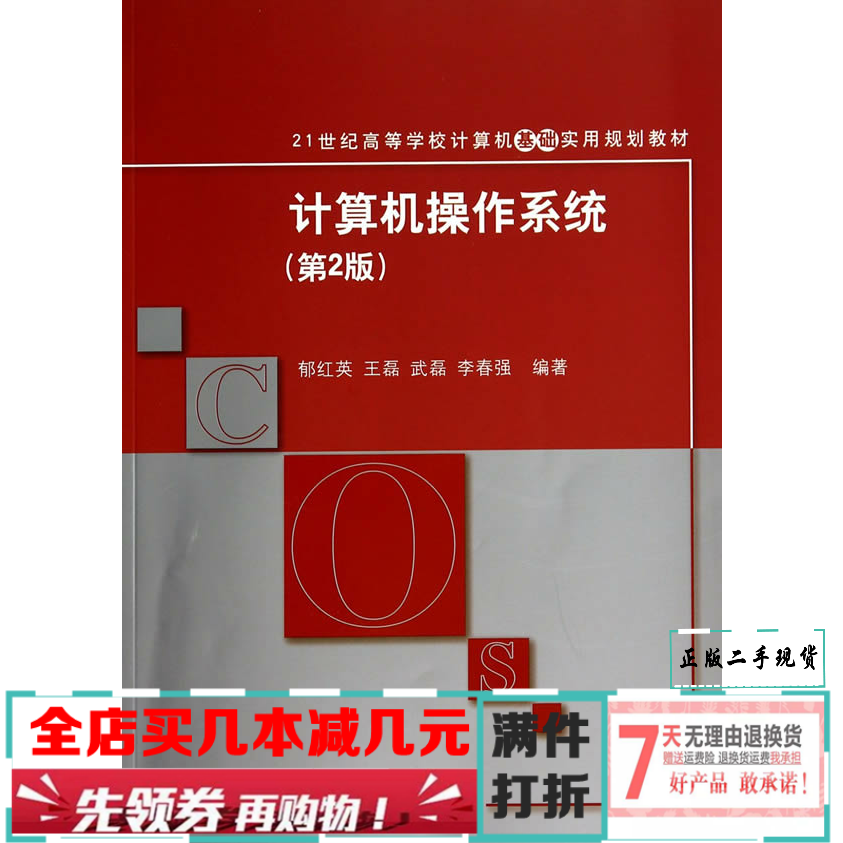 21世纪高等学校计算机基础实用规划教材
计算机操作系统
（第2版）
郁红英 王磊 武磊 李春强 编著
C
O
S
正版二手现货
全店买几本减几元
先领券 再购物！
满件
打折
7天无理由退换货
赠送运费险 退换货运费我承担
好产品 敢承诺！